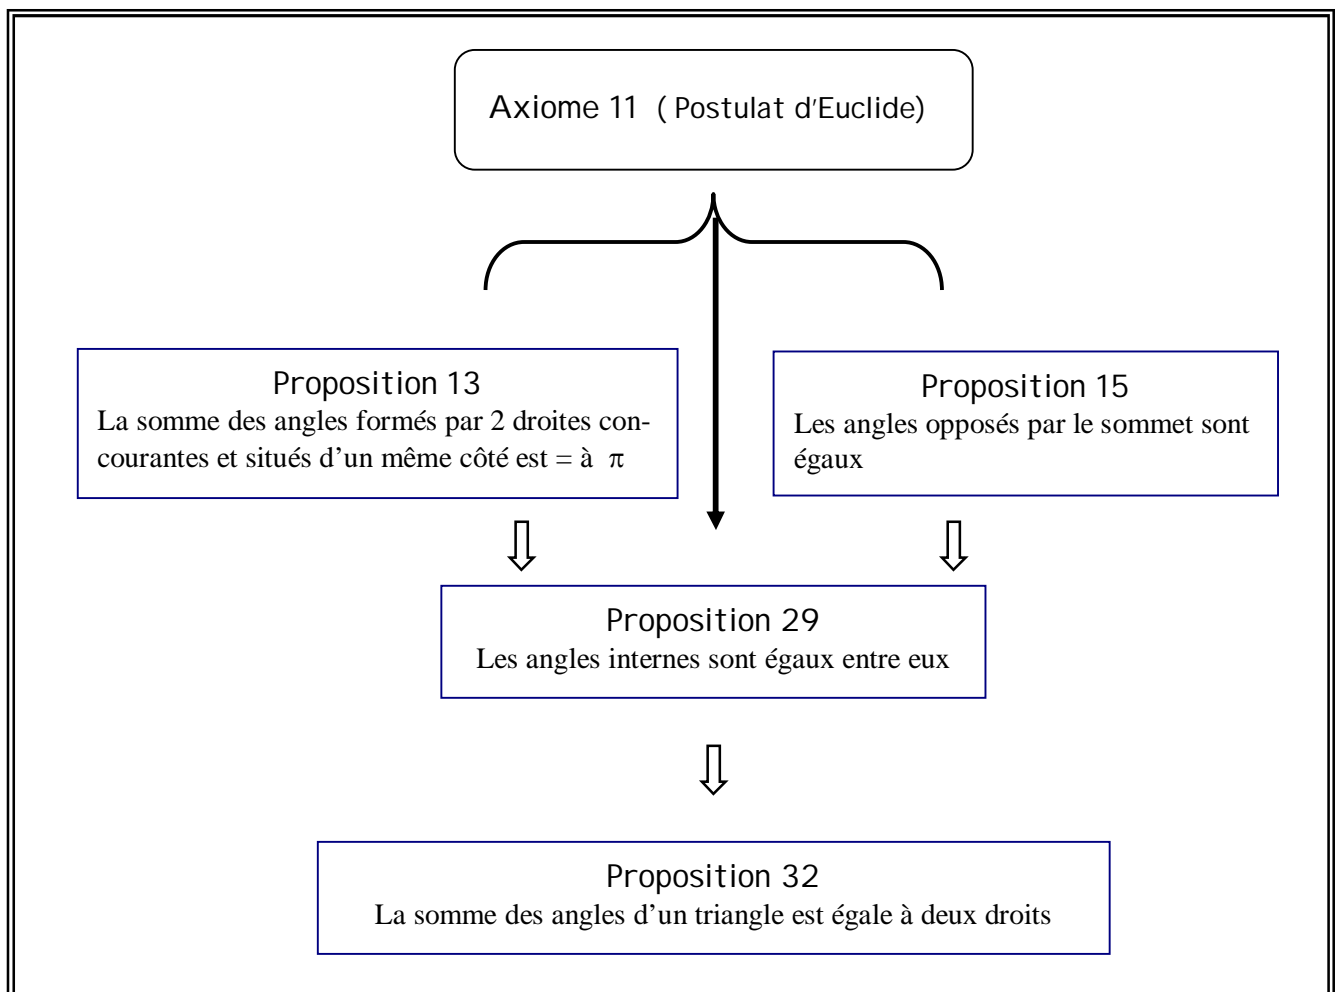 Axiome 11 ( Postulat d'Euclide)
Proposition 13
La somme des angles formés par 2 droites con-
courantes et situés d’un même côté est = à π
Proposition 15
Les angles opposés par le sommet sont
égaux
Proposition 29
Les angles internes sont égaux entre eux
Proposition 32
La somme des angles d’un triangle est égale à deux droits